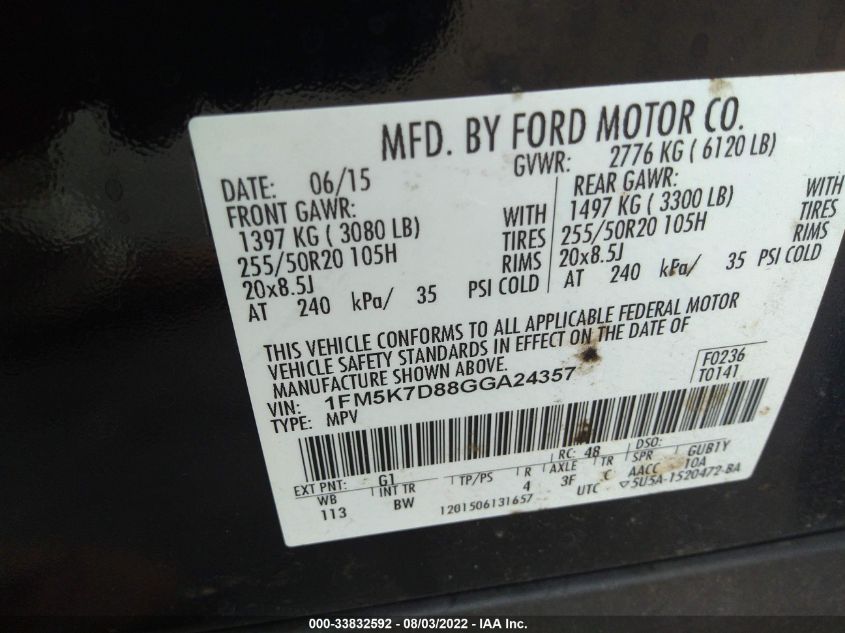 MFD. BY FORD MOTOR CO.
DATE: 06/15 GVWR: 2776 KG ( 6120 LB)
FRONT GAWR: REAR GAWR:
1397 KG ( 3080 LB) WITH 1497 KG ( 3300 LB) WITH
255/50R20 105H TIRES 255/50R20 105H TIRES
20x8.5J RIMS 20x8.5J RIMS
AT 240 kPa/ 35 PSI COLD AT 240 kPa/ 35 PSI COLD
THIS VEHICLE CONFORMS TO ALL APPLICABLE FEDERAL MOTOR
VEHICLE SAFETY STANDARDS IN EFFECT ON THE DATE OF
MANUFACTURE SHOWN ABOVE.
VIN: 1FM5K7D88GGA24357 F0236
TYPE: MPV T0141
EXT PNT: G1 RC: 48 DSO:
WB INT TR TP/PS R AXLE TR SPR GUB1Y
113 BW 4 3F C AACC 10A
1201506131657 UTC ▽5U5A-1520472-BA
000-33832592 - 08/03/2022 - IAA Inc.